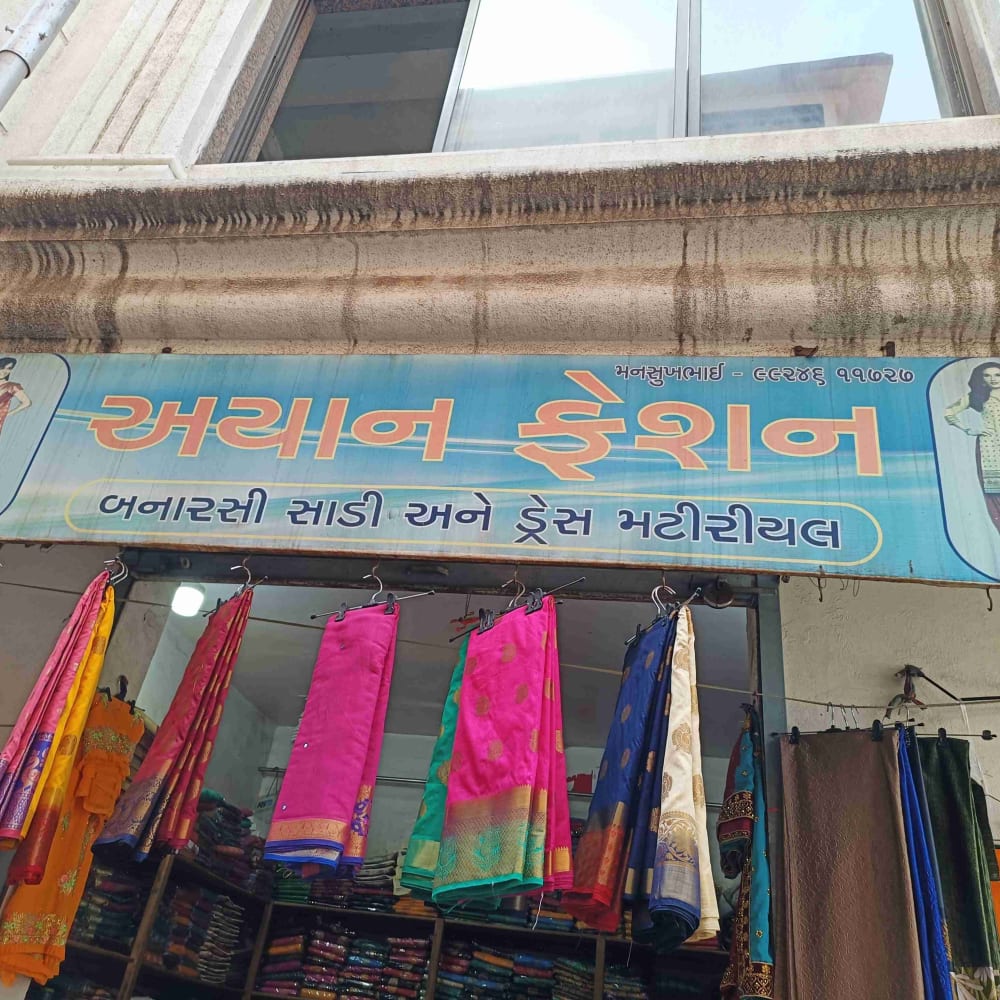 મનસુખભાઈ - ૯૯૨૪૬ ૧૧૭૨૭
અયાન ફેશન
બનારસી સાડી અને ડ્રેસ મટીરીયલ